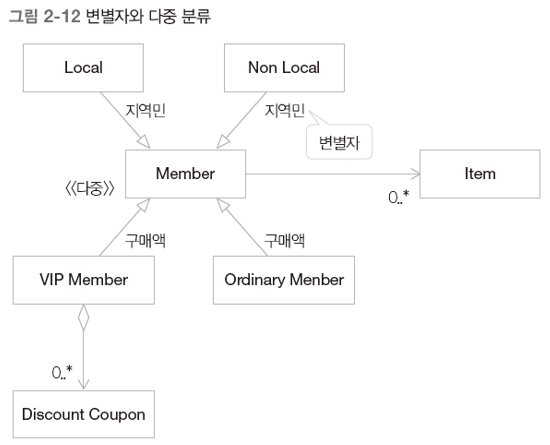 그림 2-12 변별자와 다중 분류
Local
Non Local
지역민
지역민
변별자
Member
Item
《다중》
0..*
구매액
구매액
VIP Member
Ordinary Menber
0..*
Discount Coupon